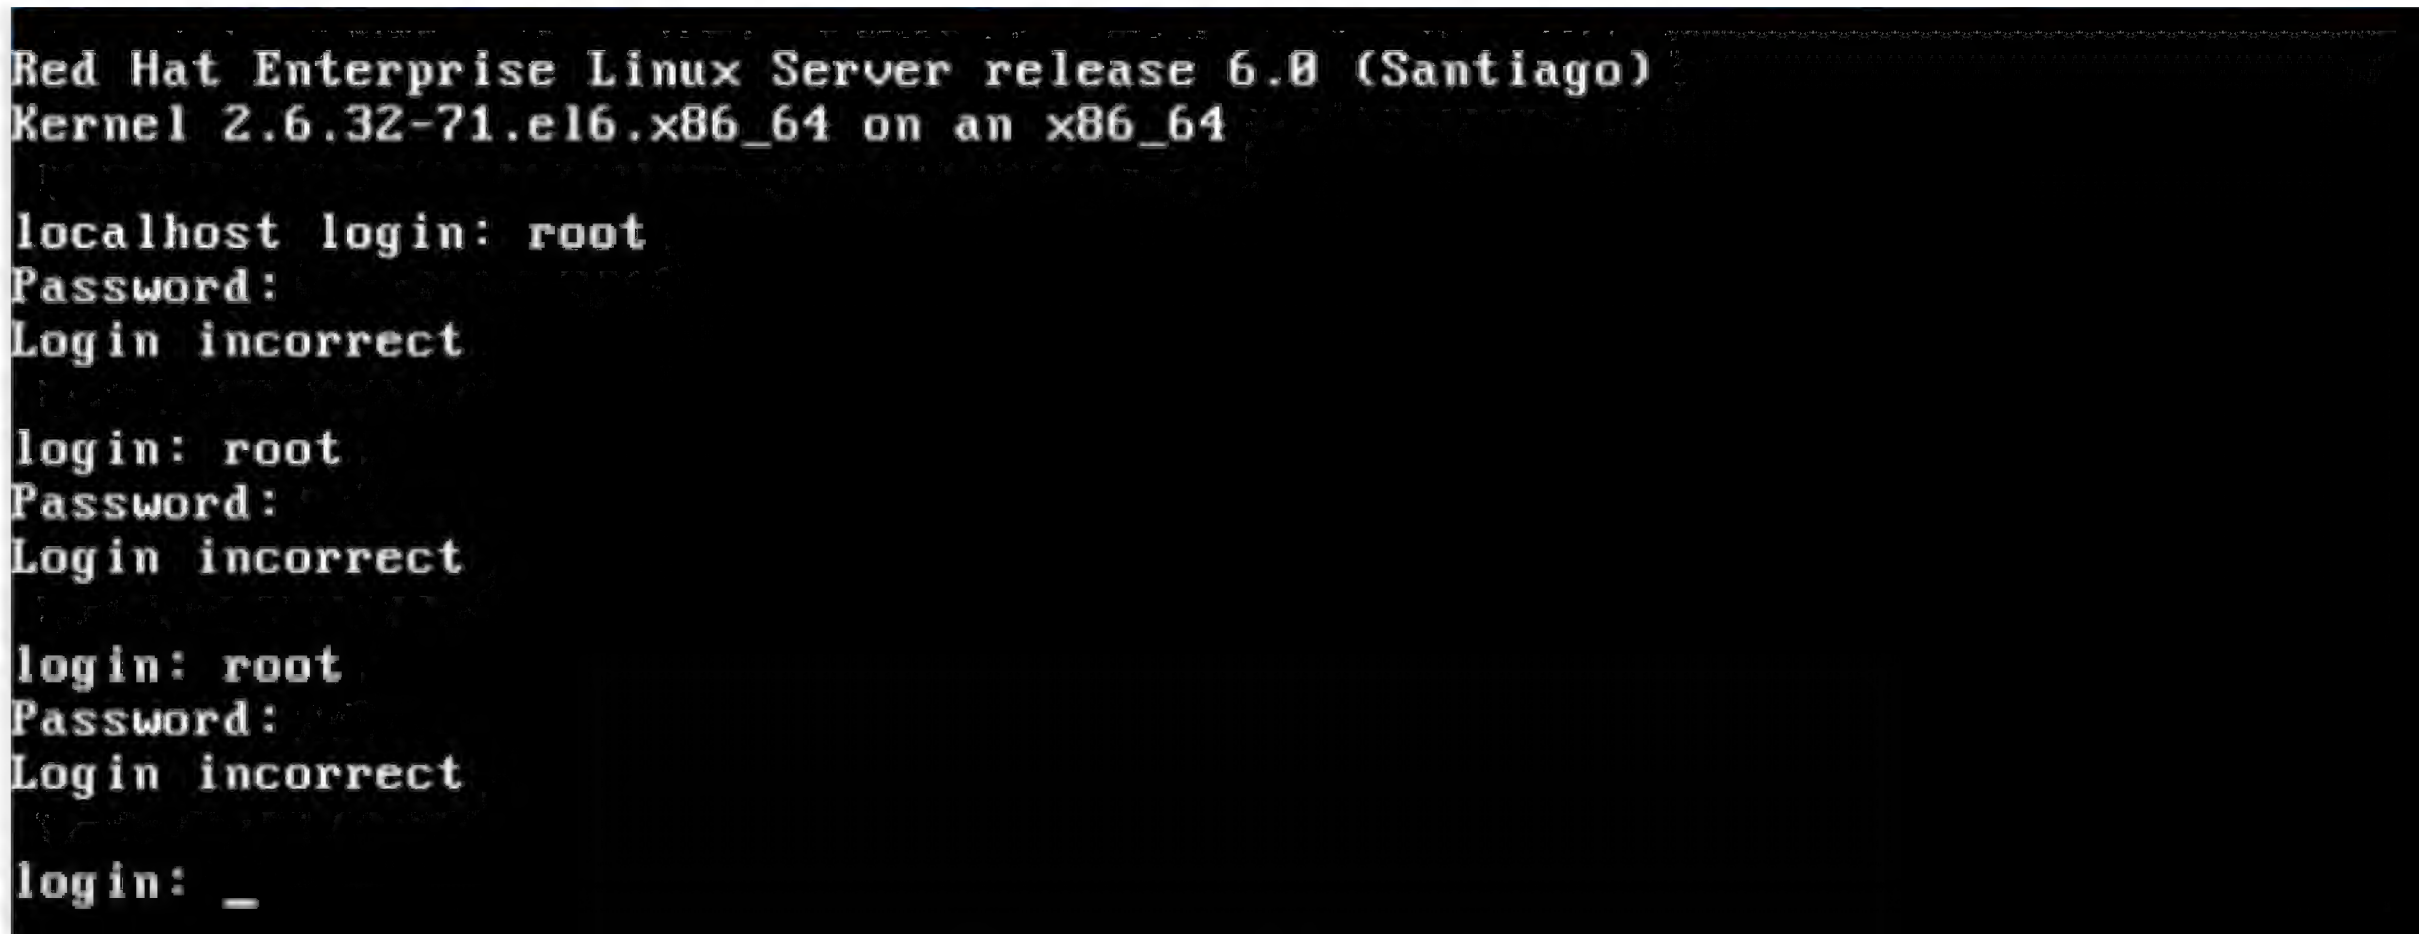 Red Hat Enterprise Linux Server release 6.0 (Santiago)
Kernel 2.6.32-71.el6.x86_64 on an x86_64
localhost login: root
Password:
Login incorrect
login: root
Password:
Login incorrect
login: root
Password:
Login incorrect
login: _